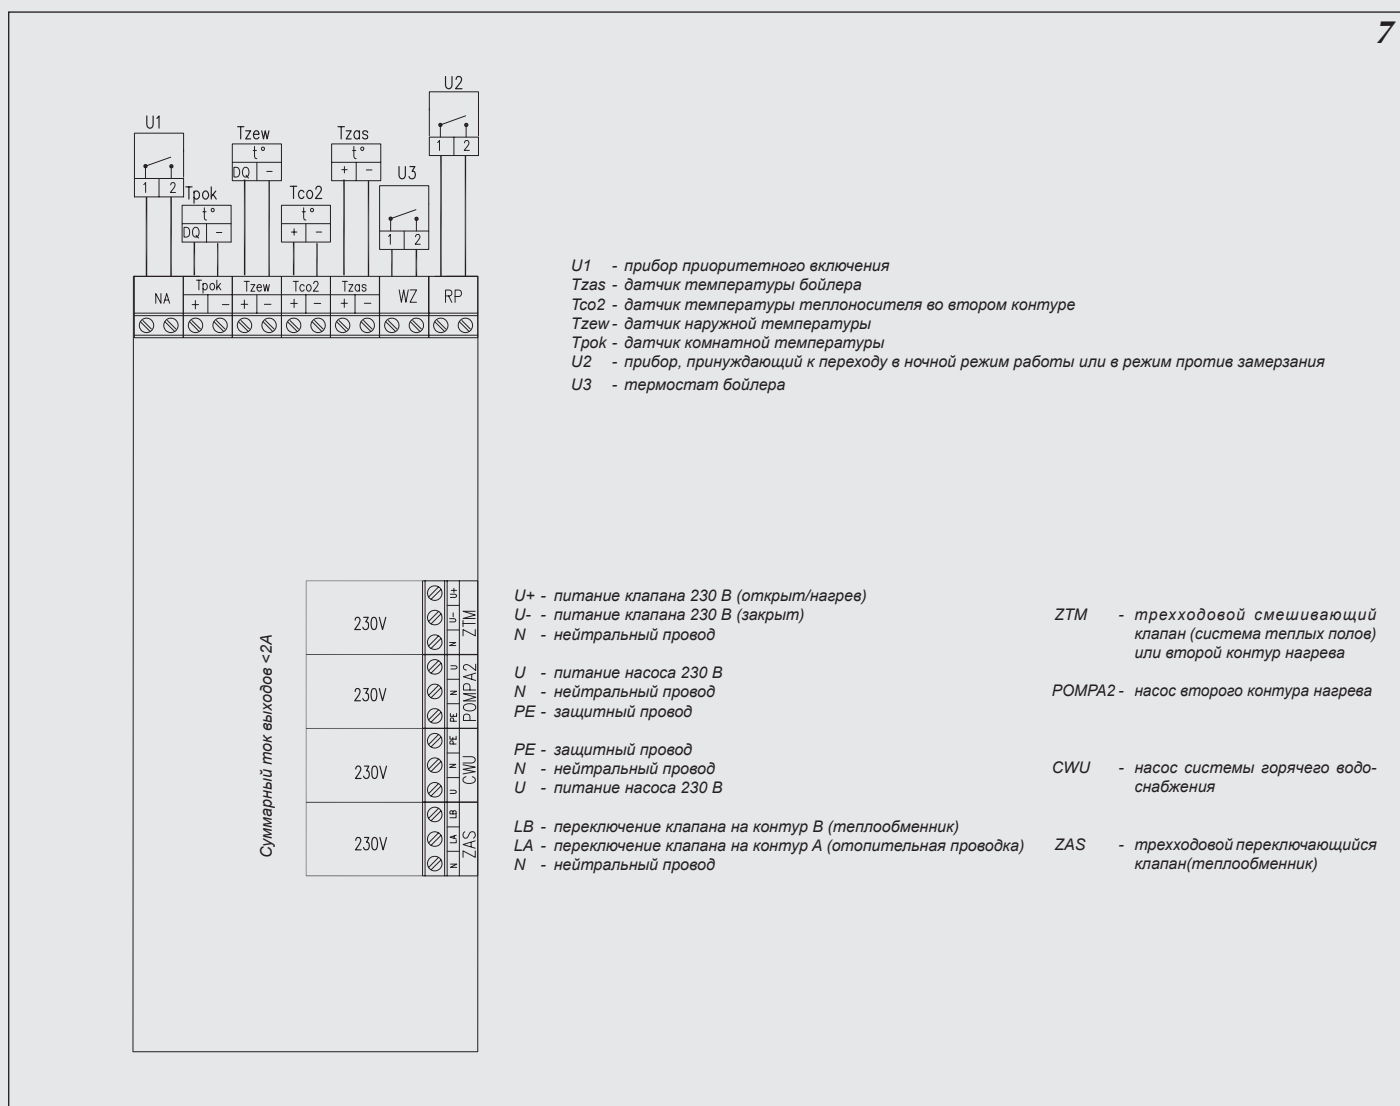 7
U2
1 2
U1
1 2
Tzew
t°
DQ -
Tzas
t°
+ -
U3
1 2
Tpok
t°
DQ -
Tco2
t°
+ -
NA
Tpok
+ -
Tzew
+ -
Tco2
+ -
Tzas
+ -
WZ
RP
U1 - прибор приоритетного включения
Tzas - датчик температуры бойлера
Tco2 - датчик температуры теплоносителя во втором контуре
Tzew - датчик наружной температуры
Tpok - датчик комнатной температуры
U2 - прибор, принуждающий к переходу в ночной режим работы или в режим против замерзания
U3 - термостат бойлера
Суммарный ток выходов <2A
230V
U+
U-
N
ZTM
230V
U
N
PE
POMPA2
230V
PE
N
U
CWU
230V
LB
LA
N
ZAS
U+ - питание клапана 230 В (открыт/нагрев)
U- - питание клапана 230 В (закрыт)
N - нейтральный провод
U - питание насоса 230 В
N - нейтральный провод
PE - защитный провод
PE - защитный провод
N - нейтральный провод
U - питание насоса 230 В
LB - переключение клапана на контур B (теплообменник)
LA - переключение клапана на контур A (отопительная проводка)
N - нейтральный провод
ZTM - трехходовой смешивающий
клапан (система теплых полов)
или второй контур нагрева
POMPA2 - насос второго контура нагрева
CWU - насос системы горячего водо-
снабжения
ZAS - трехходовой переключающийся
клапан(теплообменник)